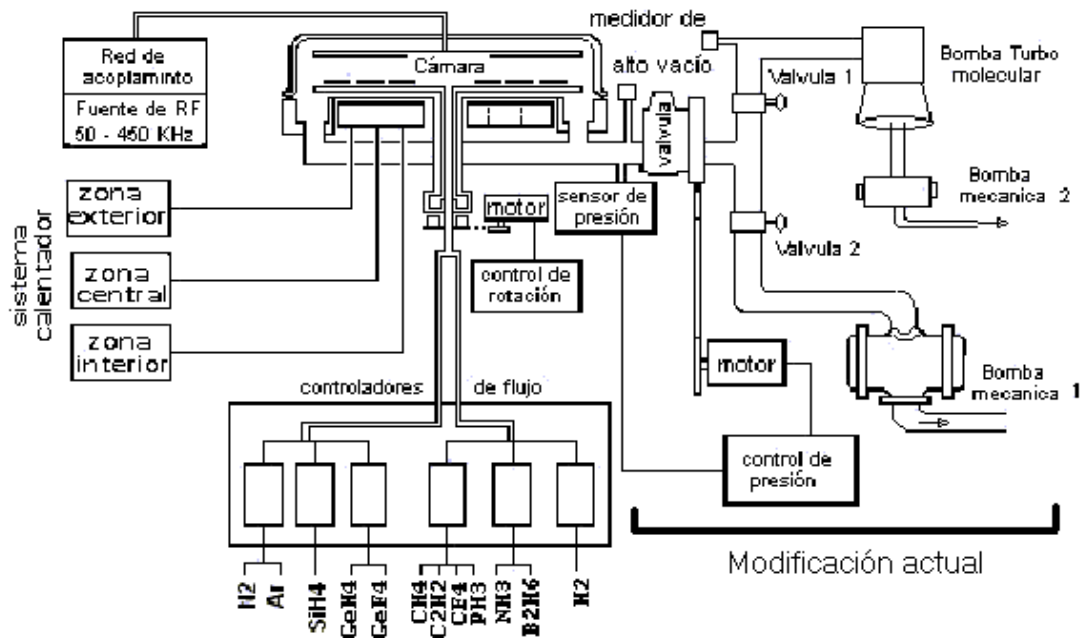 medidor de
alto vacío
Red de
acoplaminto
Fuente de RF
50 - 450 KHz
Cámara
Bomba Turbo
molecular
Valvula 1
valvula
zona
exterior
sensor de
presión
motor
Bomba
mecanica 2
Valvula 2
sistema
calentador
zona
central
control de
rotación
zona
interior
motor
Bomba
mecanica 1
controladores de flujo
control de
presión
Modificación actual
N2
Ar
SiH4
GeH4
GeF4
CH4
C2H2
CF4
PH3
NH3
B2H6
H2